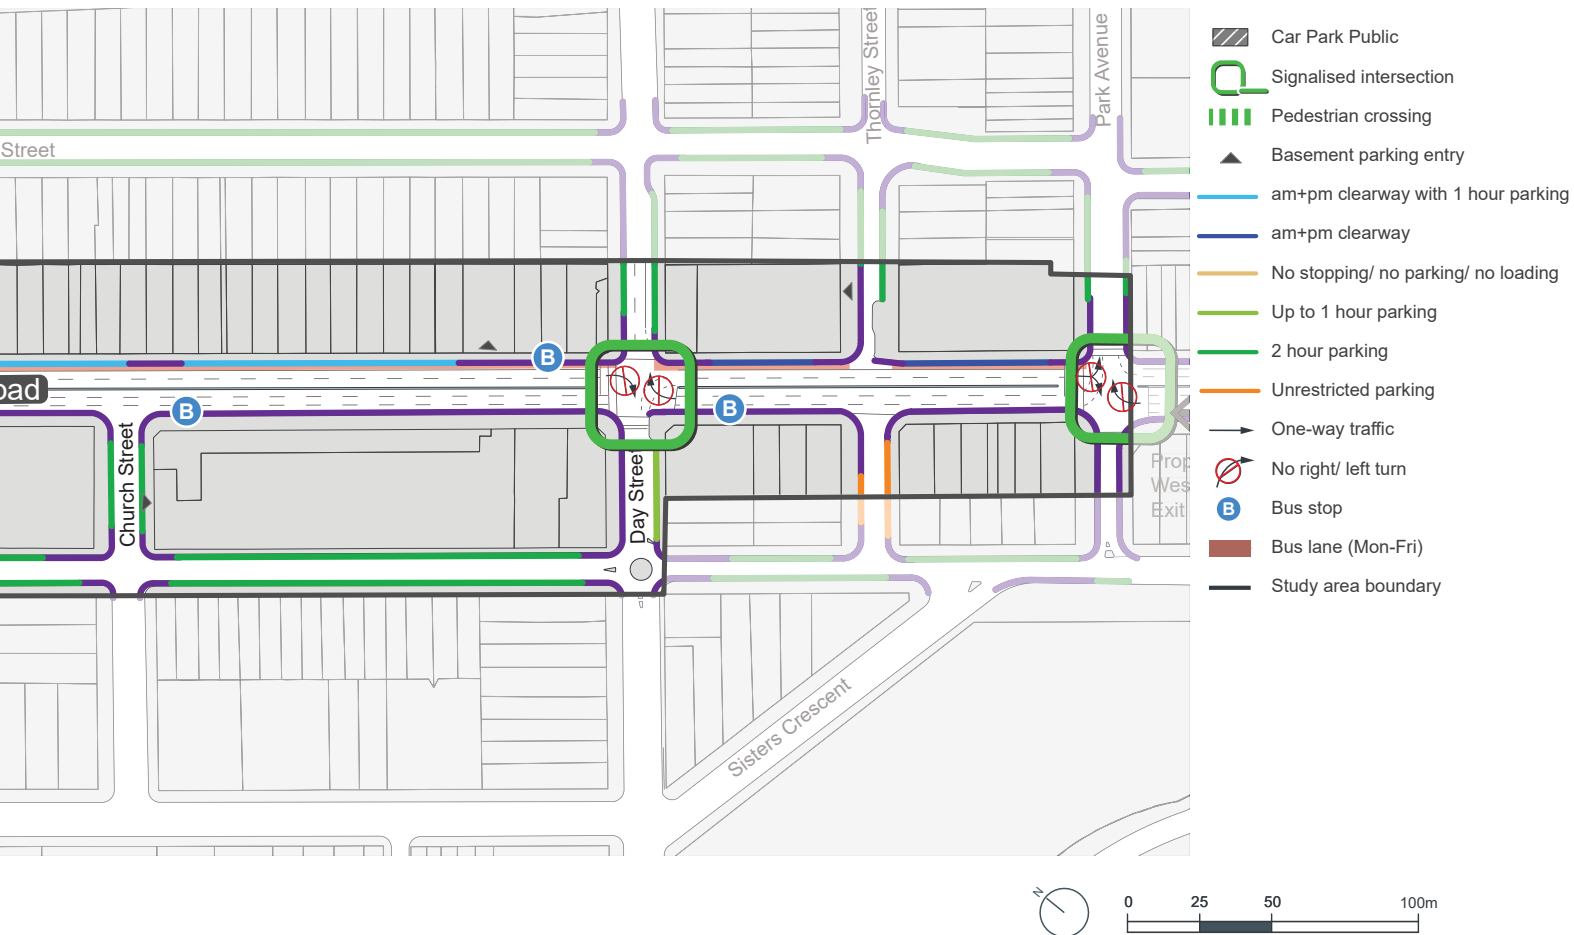 Thornley Street
Park Avenue
Street
oad
B
B
B
Church Street
Day Street
Prop
Wes
Exit
Sisters Crescent
Car Park Public
Signalised intersection
Pedestrian crossing
Basement parking entry
am+pm clearway with 1 hour parking
am+pm clearway
No stopping/ no parking/ no loading
Up to 1 hour parking
2 hour parking
Unrestricted parking
One-way traffic
No right/ left turn
B Bus stop
Bus lane (Mon-Fri)
Study area boundary
N
0 25 50 100m